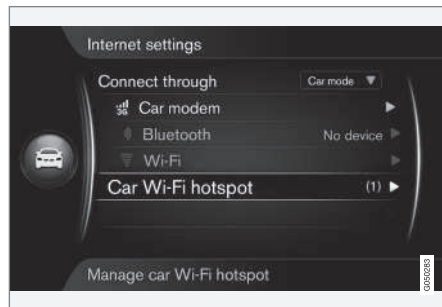 Internet settings
Connect through Car mode ▼
3G Car modem
Bluetooth No device
Wi-Fi
Car Wi-Fi hotspot (1)
Manage car Wi-Fi hotspot
G050283